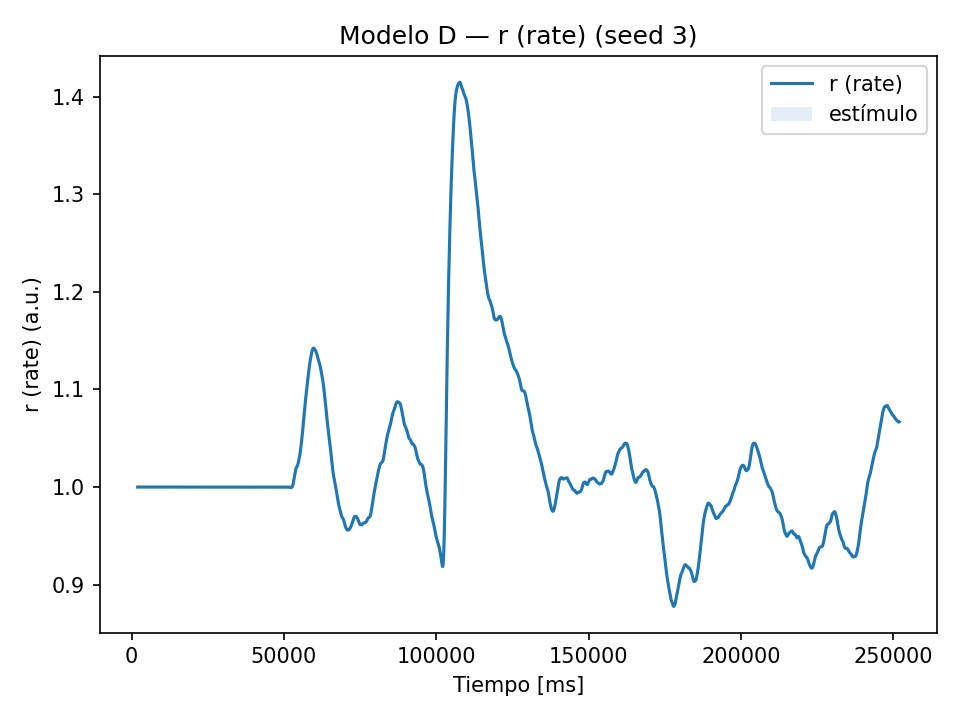 Modelo D — r (rate) (seed 3)
r (rate)
estímulo
r (rate) (a.u.)
1.4
1.3
1.2
1.1
1.0
0.9
0
50000
100000
150000
200000
250000
Tiempo [ms]